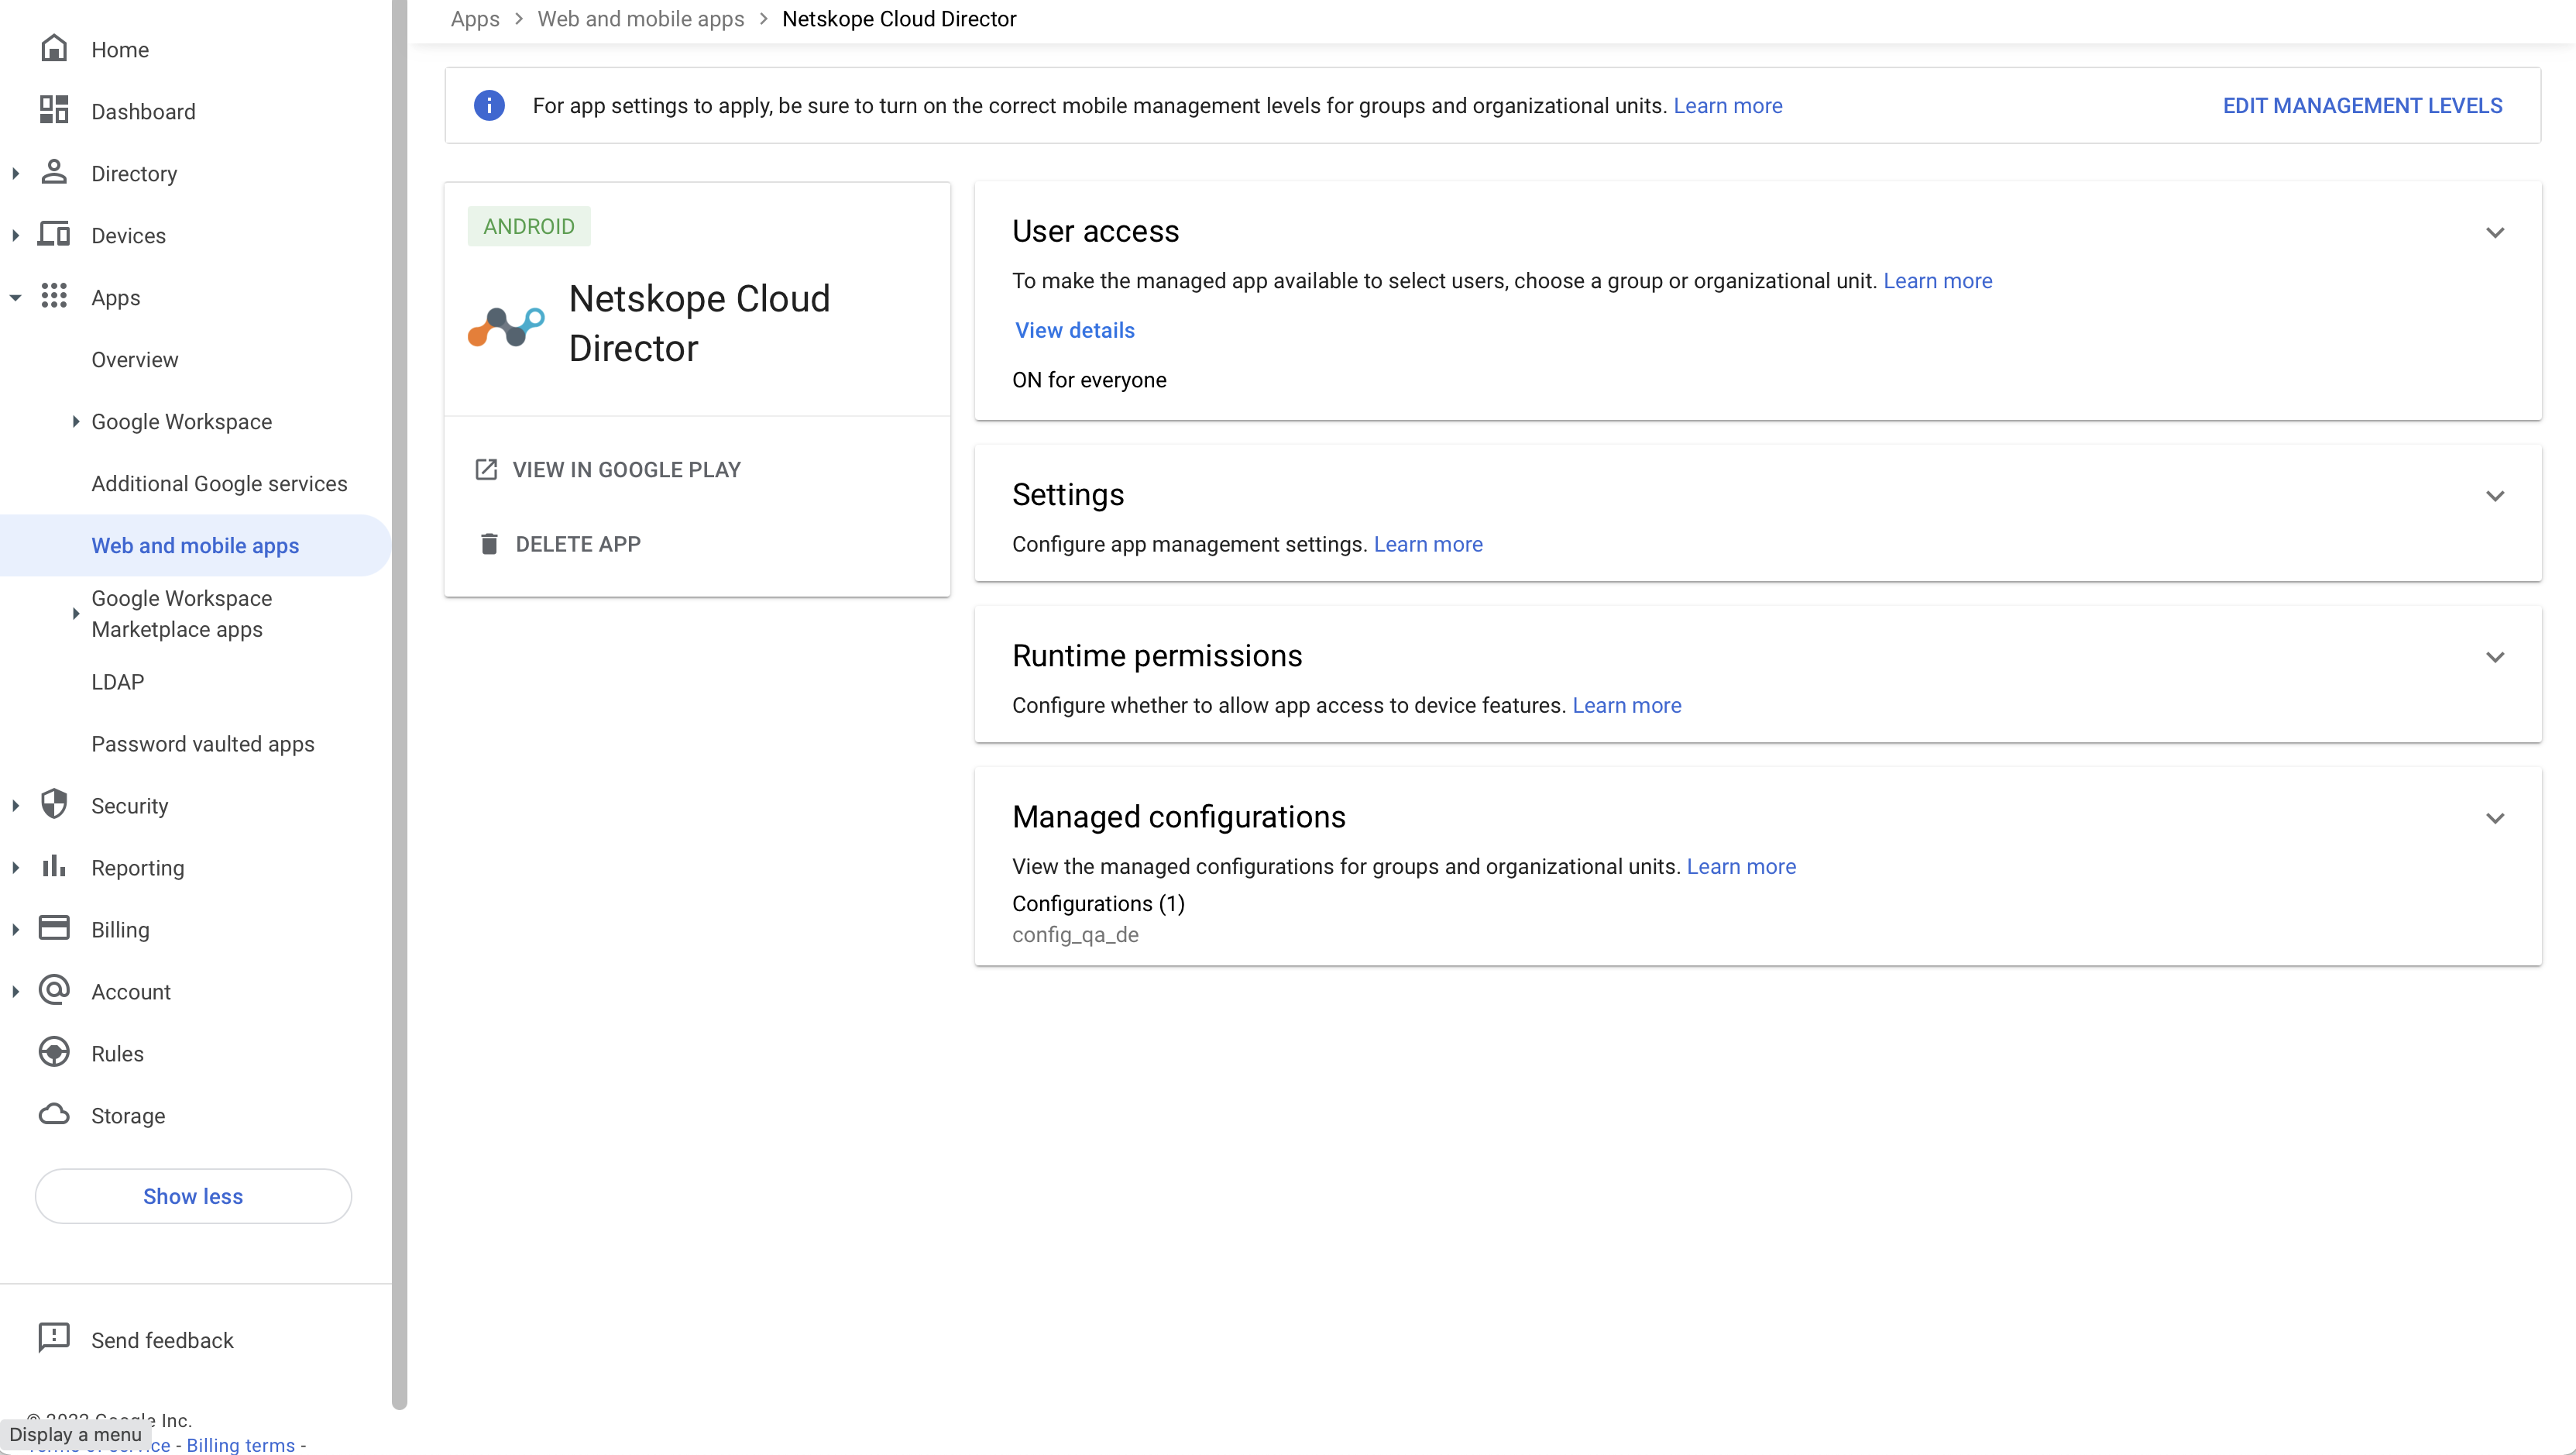 Home
Dashboard
Directory
Devices
Apps
Overview
Google Workspace
Additional Google services
Web and mobile apps
Google Workspace
Marketplace apps
LDAP
Password vaulted apps
Security
Reporting
Billing
Account
Rules
Storage
Show less
Send feedback
Google Inc.
Display a menu
- Billing terms -
Apps > Web and mobile apps > Netskope Cloud Director
For app settings to apply, be sure to turn on the correct mobile management levels for groups and organizational units. Learn more
EDIT MANAGEMENT LEVELS
ANDROID
Netskope Cloud
Director
VIEW IN GOOGLE PLAY
DELETE APP
User access
To make the managed app available to select users, choose a group or organizational unit. Learn more
View details
ON for everyone
Settings
Configure app management settings. Learn more
Runtime permissions
Configure whether to allow app access to device features. Learn more
Managed configurations
View the managed configurations for groups and organizational units. Learn more
Configurations (1)
config_qa_de